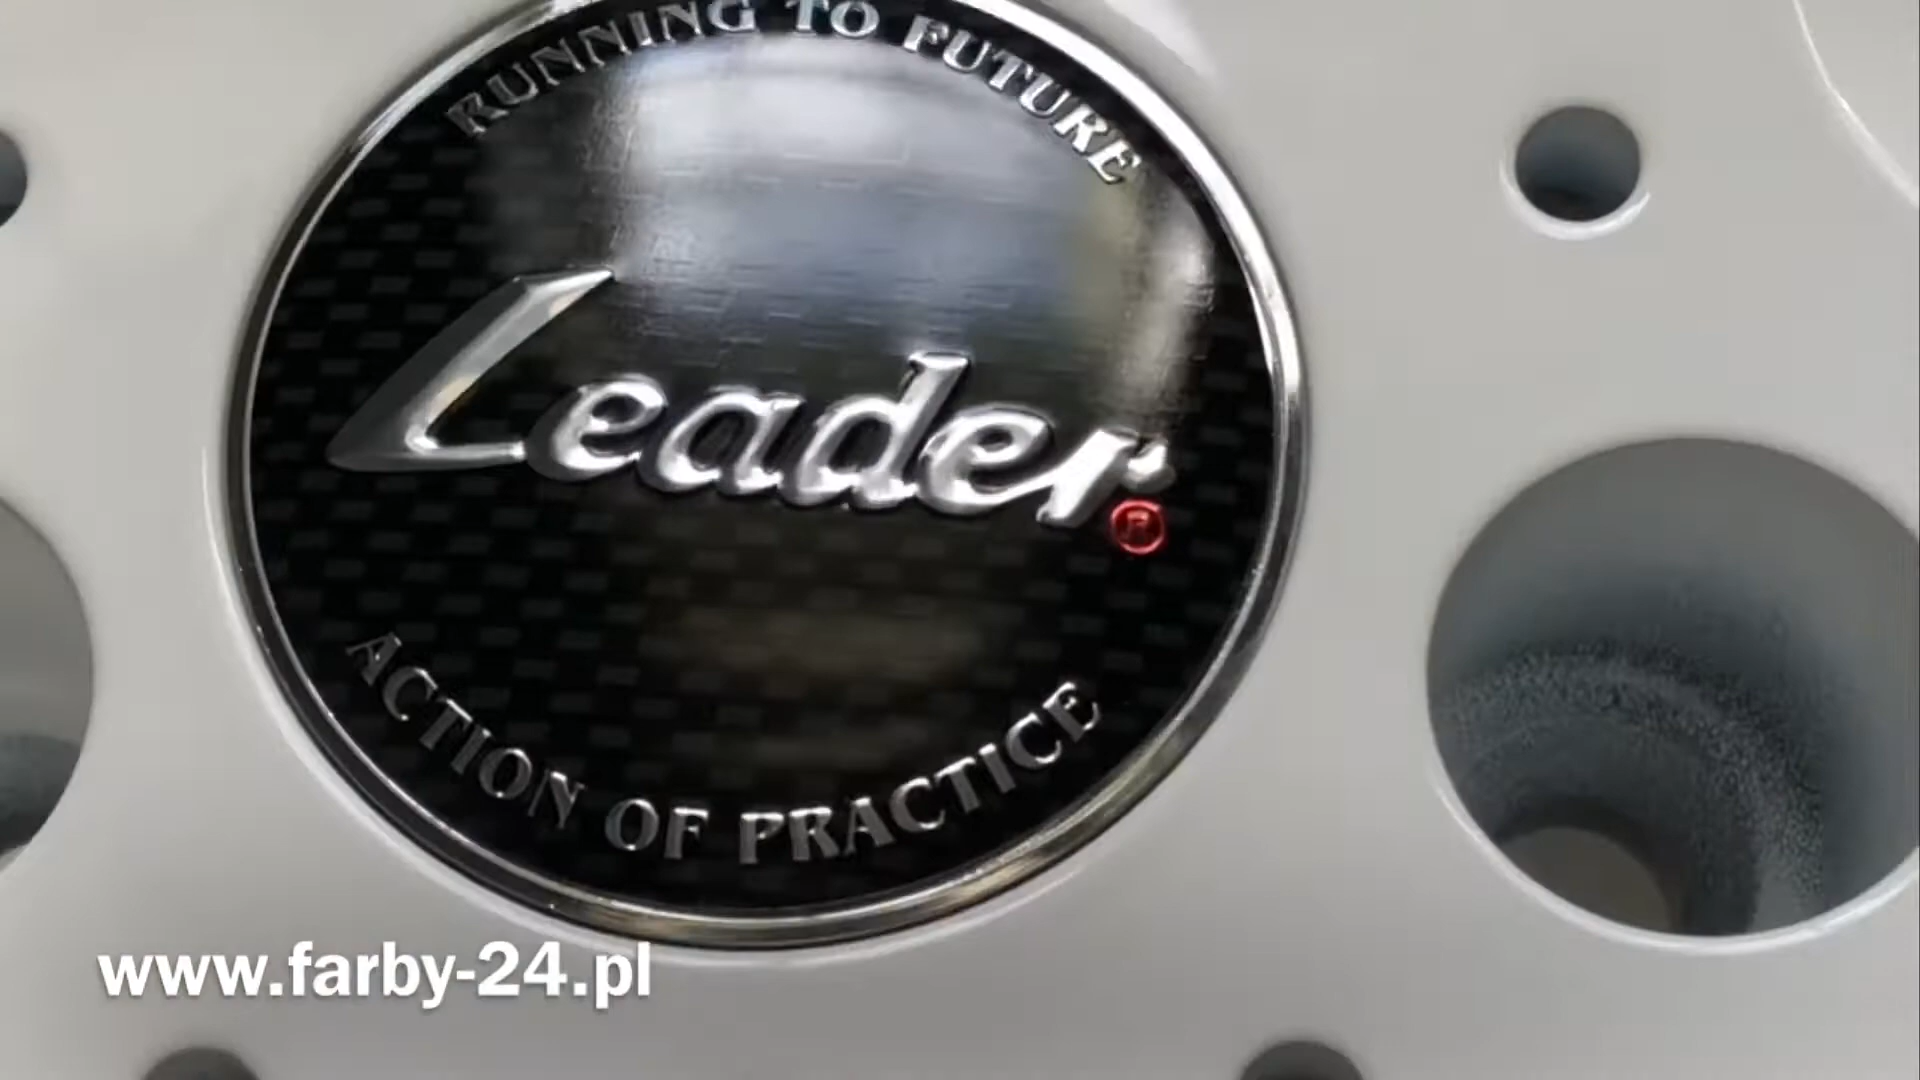 RUNNING TO FUTURE
Leader®
ACTION OF PRACTICE
www.farby-24.pl